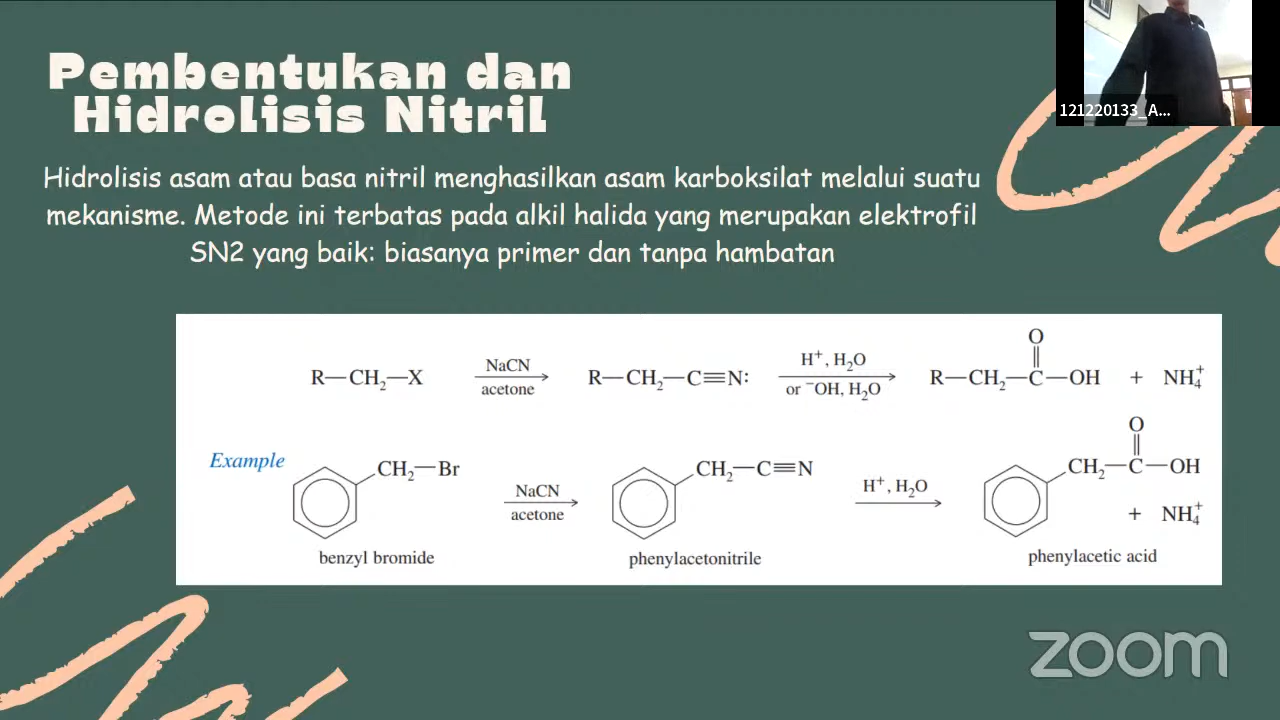 Pembentukan dan
Hidrolisis Nitril
121220133_A...
Hidrolisis asam atau basa nitril menghasilkan asam karboksilat melalui suatu
mekanisme. Metode ini terbatas pada alkil halida yang merupakan elektrofil
SN2 yang baik: biasanya primer dan tanpa hambatan
R—CH₂—X NaCN acetone R—CH₂—C≡N: H⁺, H₂O or ⁻OH, H₂O R—CH₂—C—OH O + NH₄⁺
Example
CH₂—Br NaCN acetone CH₂—C≡N H⁺, H₂O CH₂—C—OH O + NH₄⁺
benzyl bromide phenylacetonitrile phenylacetic acid
zoom